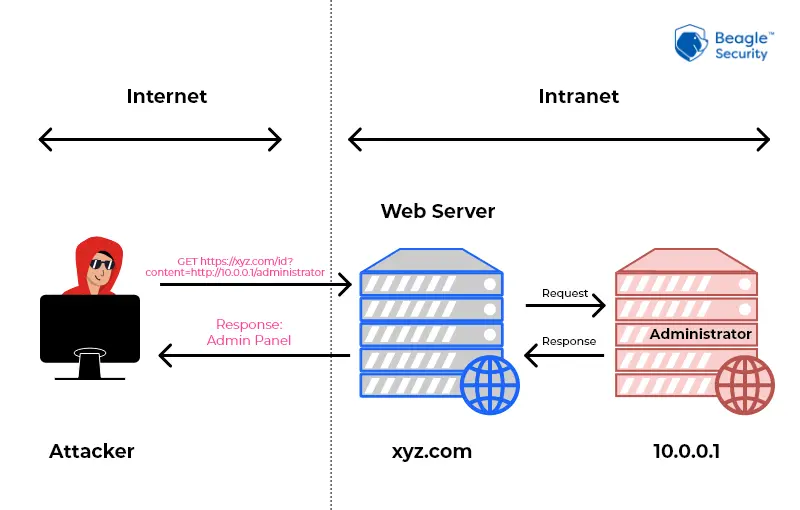 Beagle™
Security
Internet
Intranet
Web Server
GET https://xyz.com/id?
content=http://10.0.0.1/administrator
Request
Response:
Admin Panel
Response
Administrator
Attacker
xyz.com
10.0.0.1